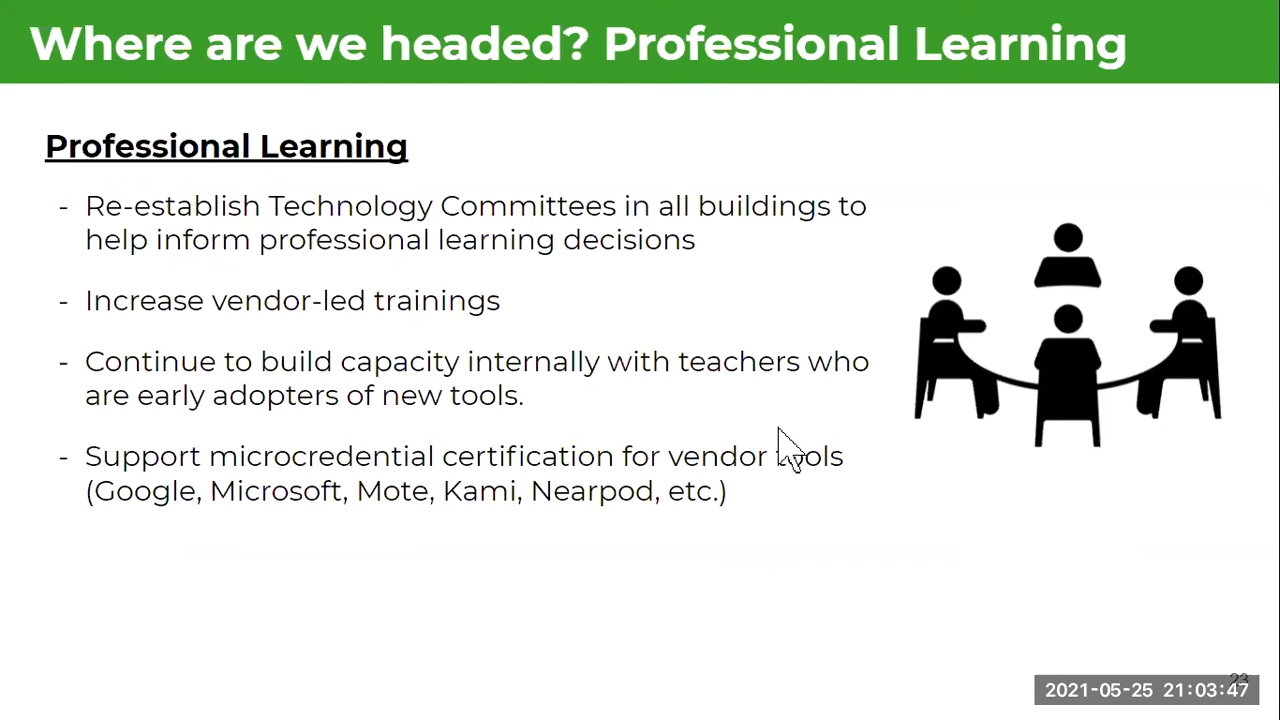 Where are we headed? Professional Learning
Professional Learning
- Re-establish Technology Committees in all buildings to
help inform professional learning decisions
- Increase vendor-led trainings
- Continue to build capacity internally with teachers who
are early adopters of new tools.
- Support microcredential certification for vendor tools
(Google, Microsoft, Mote, Kami, Nearpod, etc.)
23
2021-05-25 21:03:47